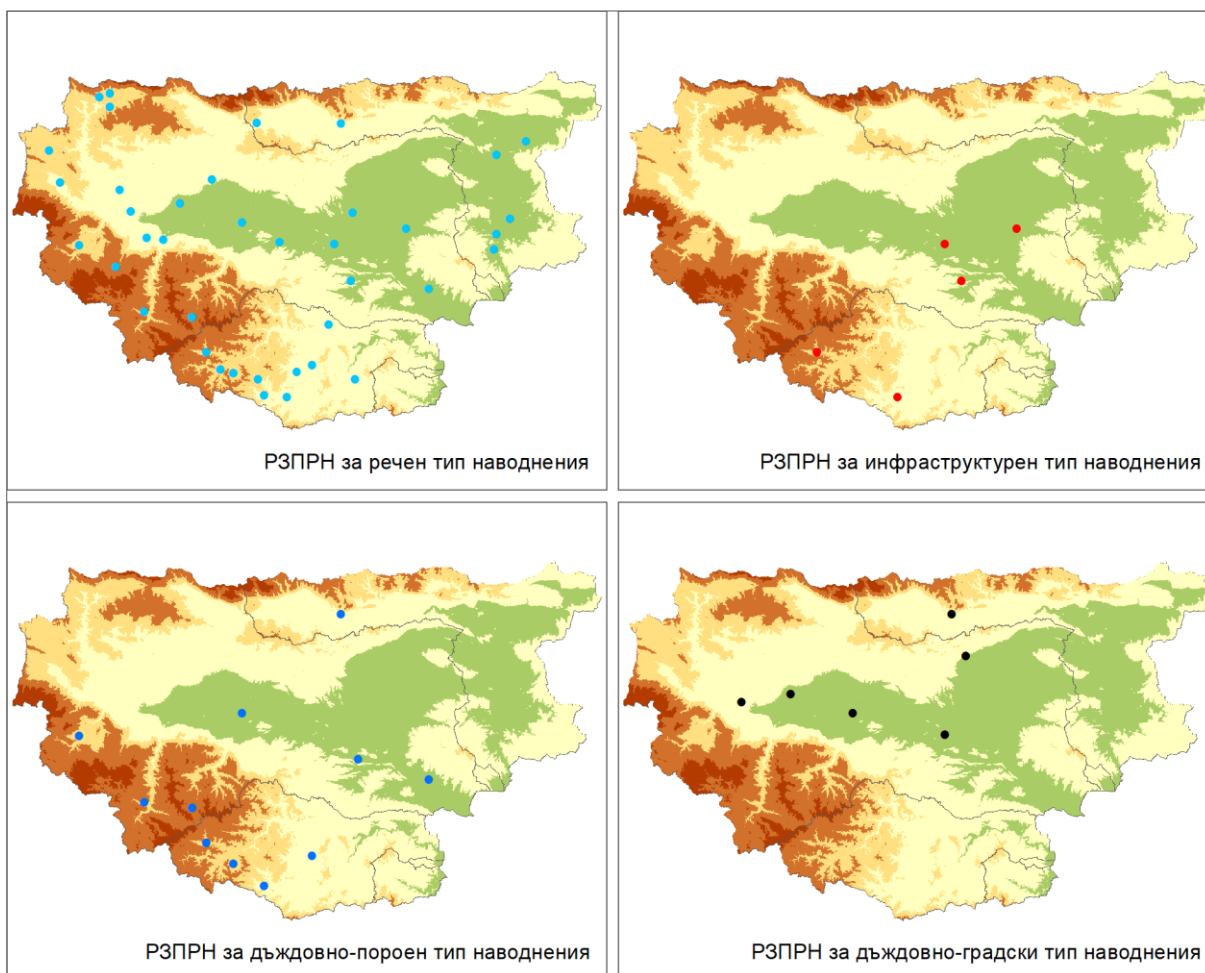 РЗПРН за речен тип наводнения
РЗПРН за инфраструктурен тип наводнения
РЗПРН за дъждовно-пороен тип наводнения
РЗПРН за дъждовно-градски тип наводнения